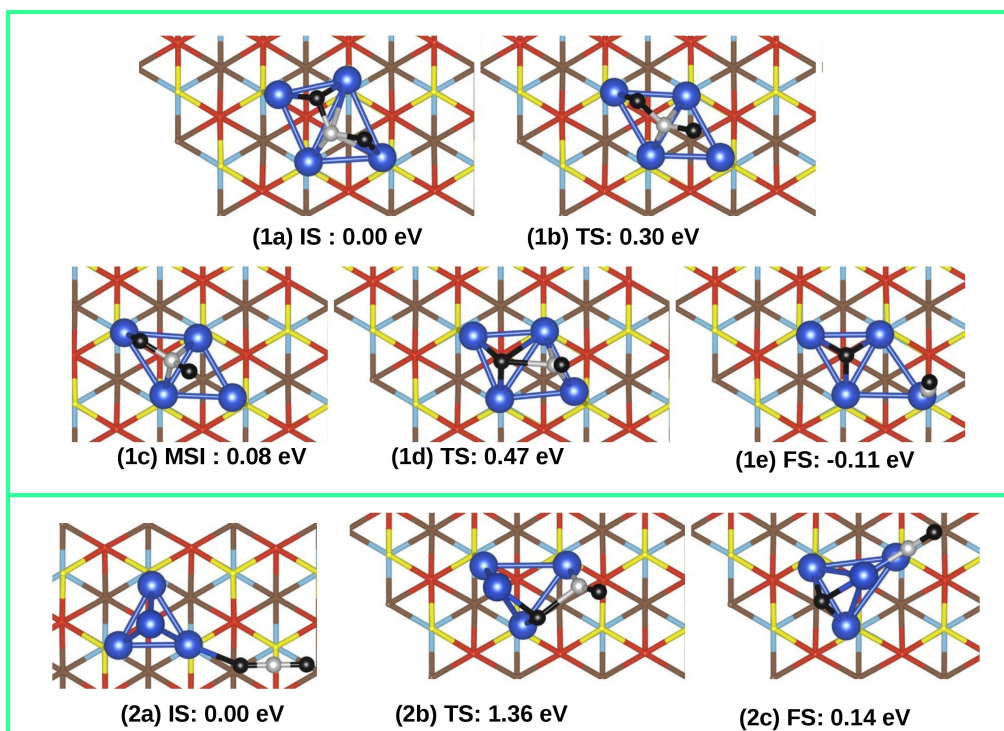 (1a) IS : 0.00 eV
(1b) TS: 0.30 eV
(1c) MSI : 0.08 eV
(1d) TS: 0.47 eV
(1e) FS: -0.11 eV
(2a) IS: 0.00 eV
(2b) TS: 1.36 eV
(2c) FS: 0.14 eV